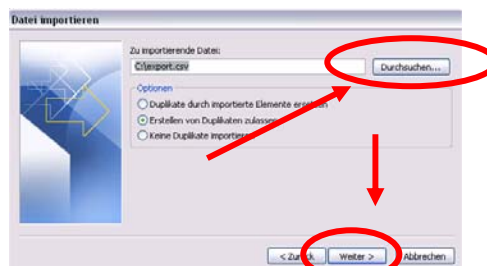 Datei importieren
Zu importierende Datei:
C:\export.csv
Durchsuchen...
Optionen
Duplikate durch importierte Elemente ersetzen
Erstellen von Duplikaten zulassen
Keine Duplikate importieren
< Zurück
Weiter >
Abbrechen